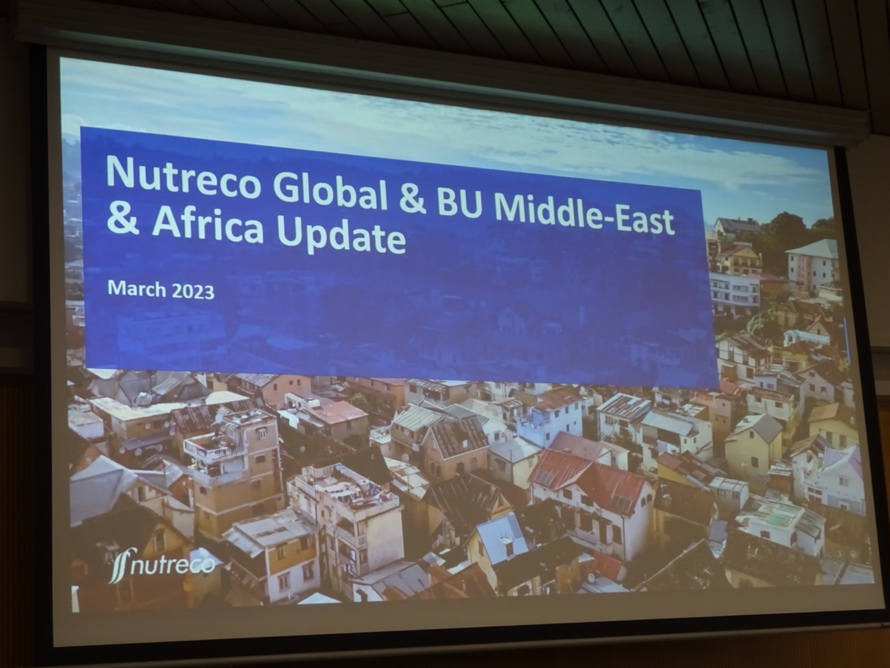 Nutreco Global & BU Middle-East
& Africa Update
March 2023
nutreco